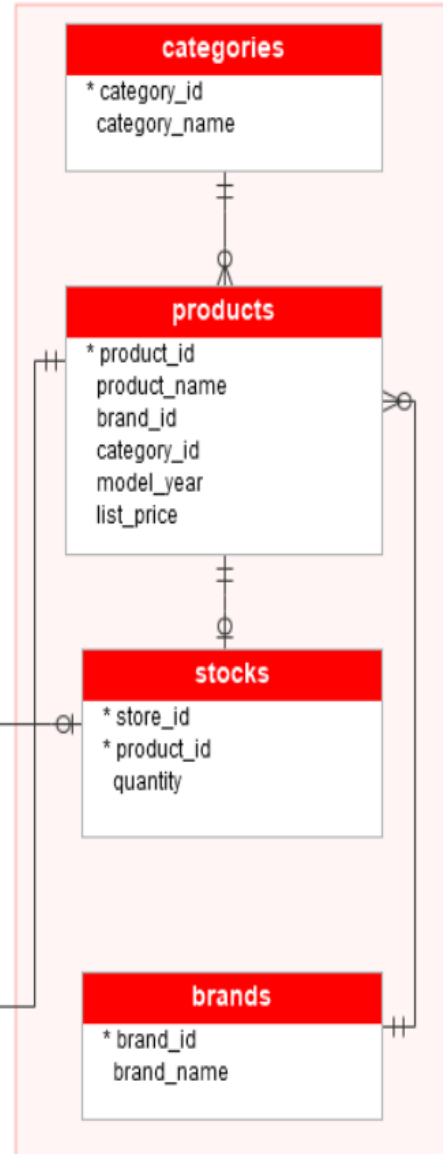 categories
* category_id
category_name
products
* product_id
product_name
brand_id
category_id
model_year
list_price
stocks
* store_id
* product_id
quantity
brands
* brand_id
brand_name